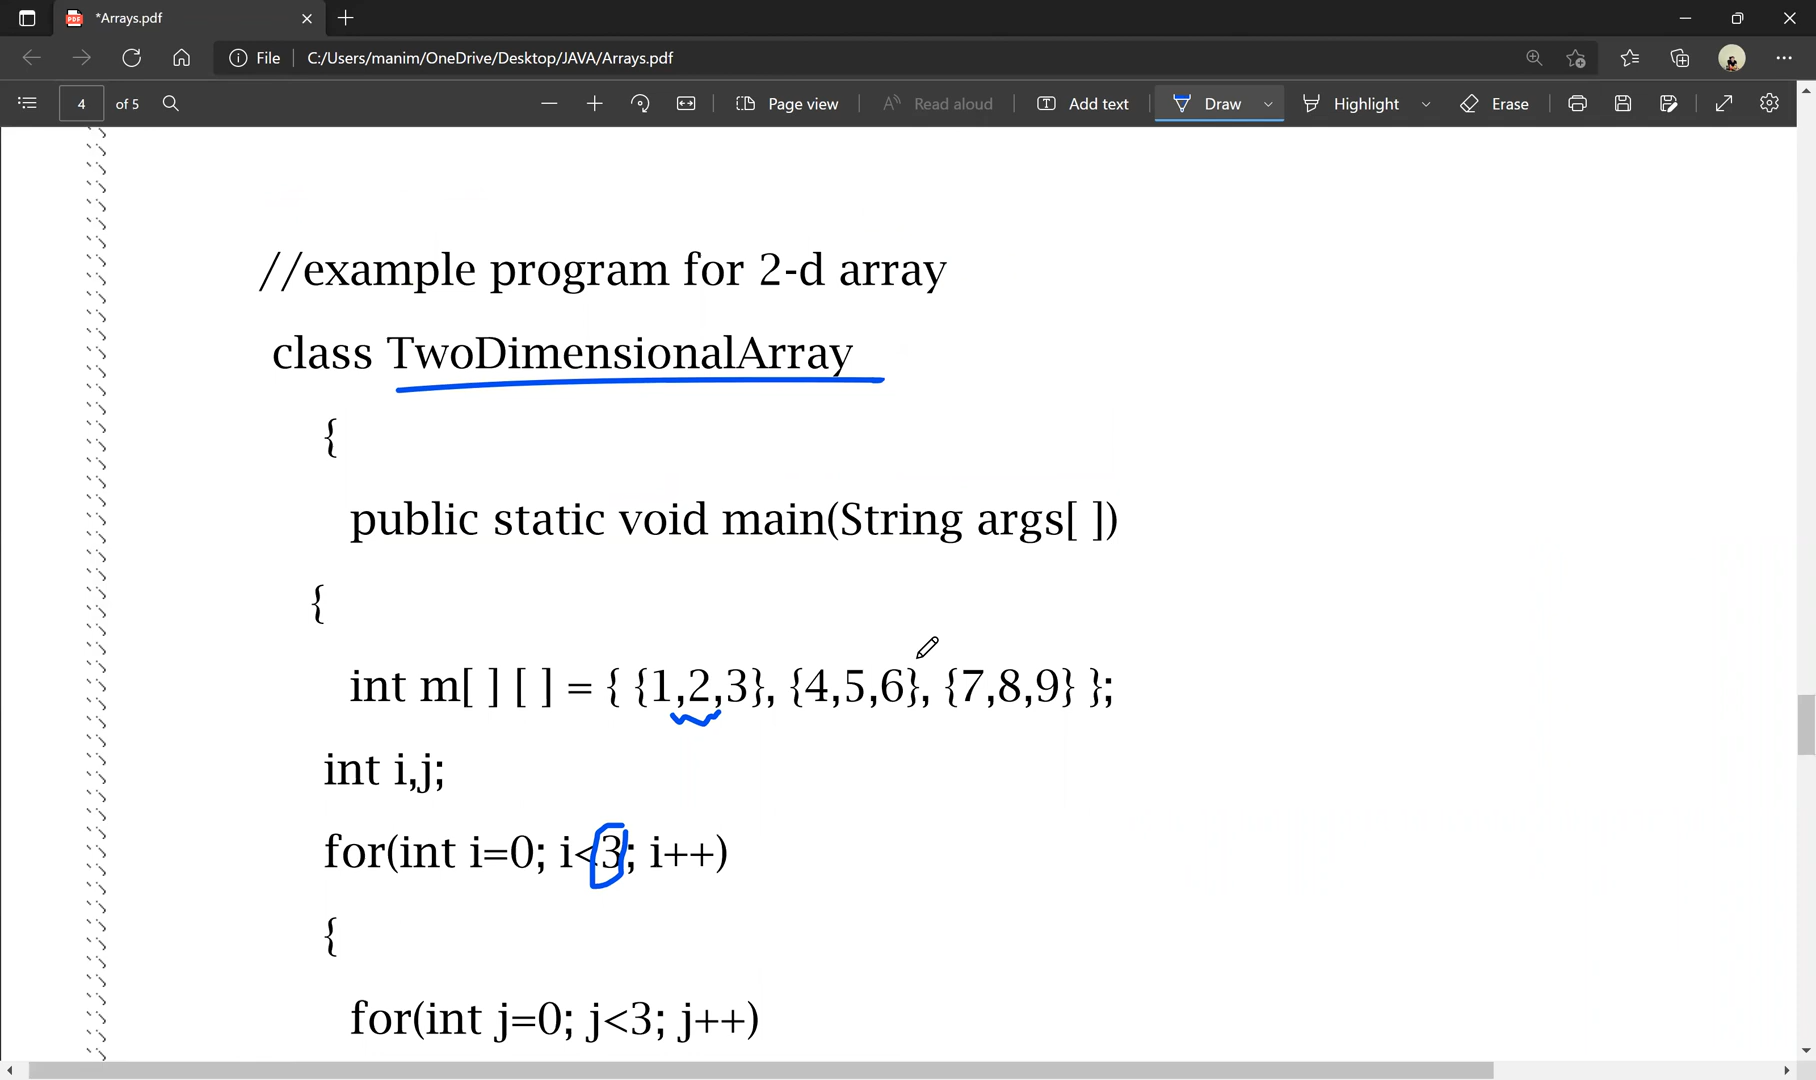 *Arrays.pdf
File C:/Users/manim/OneDrive/Desktop/JAVA/Arrays.pdf
4 of 5 Page view Read aloud Add text Draw Highlight Erase
//example program for 2-d array
class TwoDimensionalArray
{
public static void main(String args[ ])
{
int m[ ] [ ] = { {1,2,3}, {4,5,6}, {7,8,9} };
int i,j;
for(int i=0; i<3; i++)
{
for(int j=0; j<3; j++)